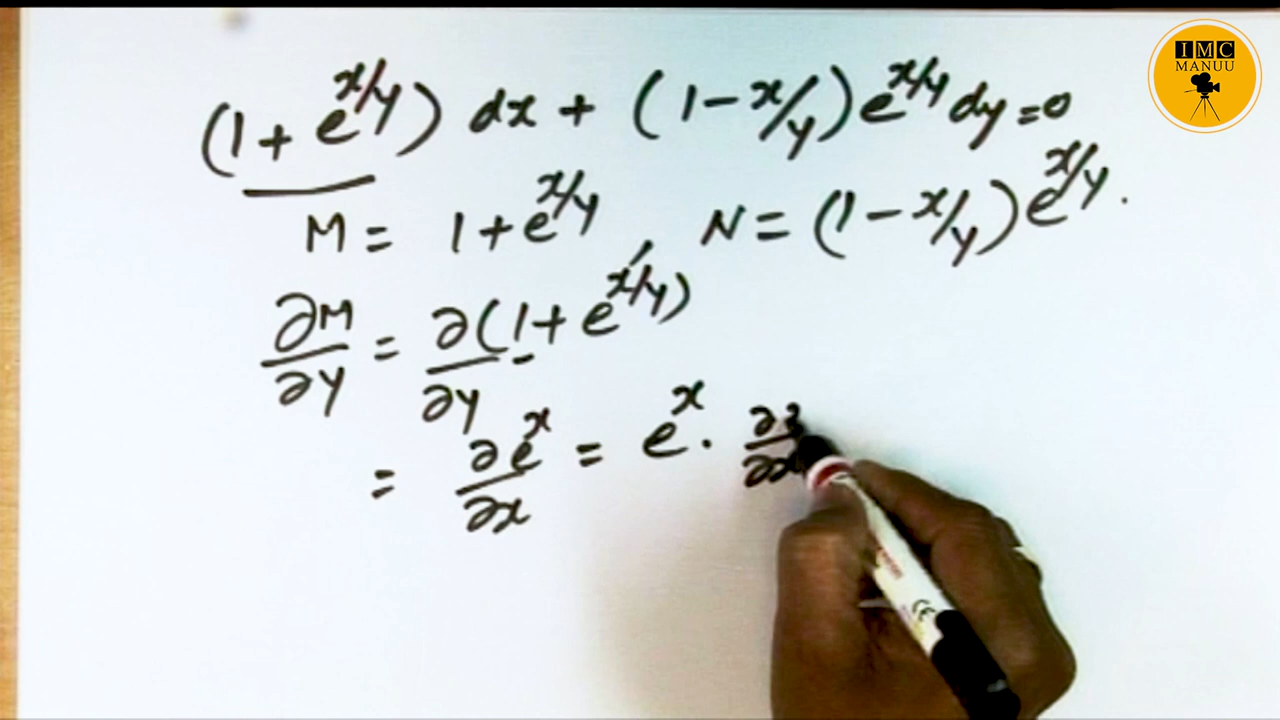 IMC
MANUU
(1 + e^{x/y}) dx + (1 - x/y) e^{x/y} dy = 0
M = 1 + e^{x/y}, N = (1 - x/y) e^{x/y}.
∂M/∂y = ∂(1 + e^{x/y})/∂y
= ∂e^x/∂x = e^x · ∂x/∂x